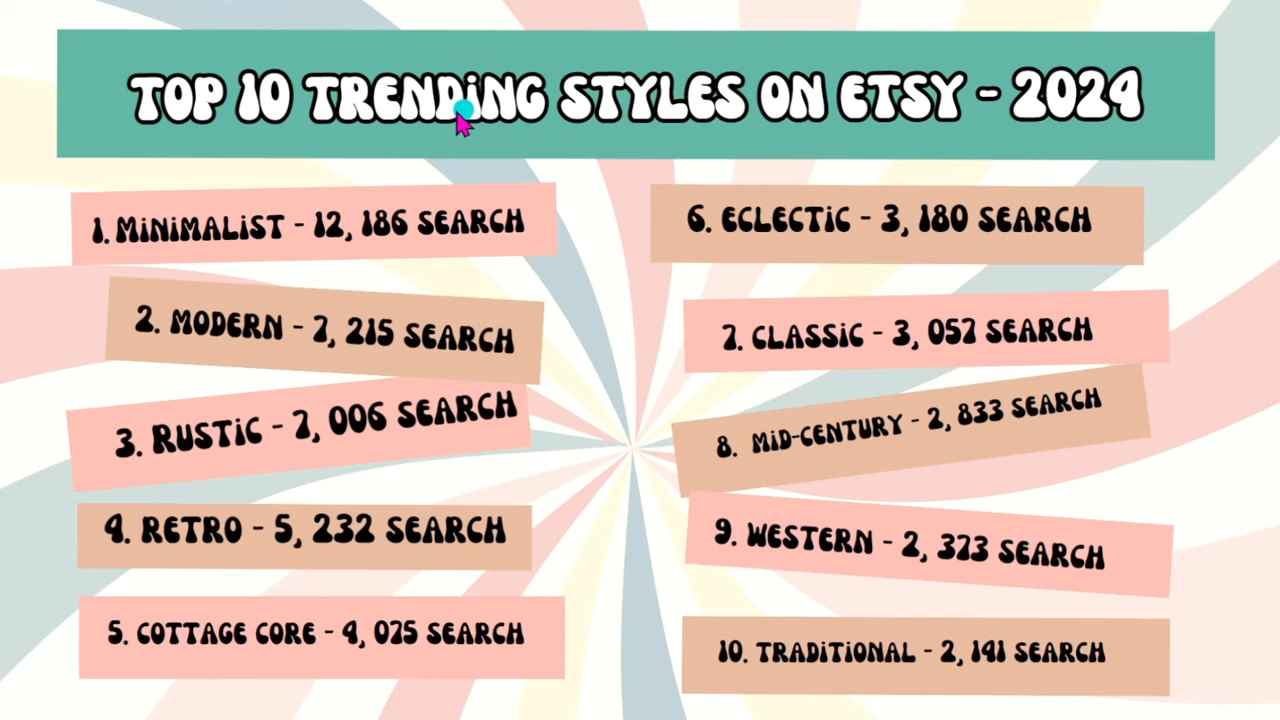 TOP 10 TRENDING STYLES ON ETSY - 2024
1. MINIMALIST - 12, 186 SEARCH
2. MODERN - 7, 215 SEARCH
3. RUSTIC - 7, 006 SEARCH
4. RETRO - 5, 232 SEARCH
5. COTTAGE CORE - 4, 075 SEARCH
6. ECLECTIC - 3, 180 SEARCH
7. CLASSIC - 3, 057 SEARCH
8. MID-CENTURY - 2, 833 SEARCH
9. WESTERN - 2, 373 SEARCH
10. TRADITIONAL - 2, 141 SEARCH